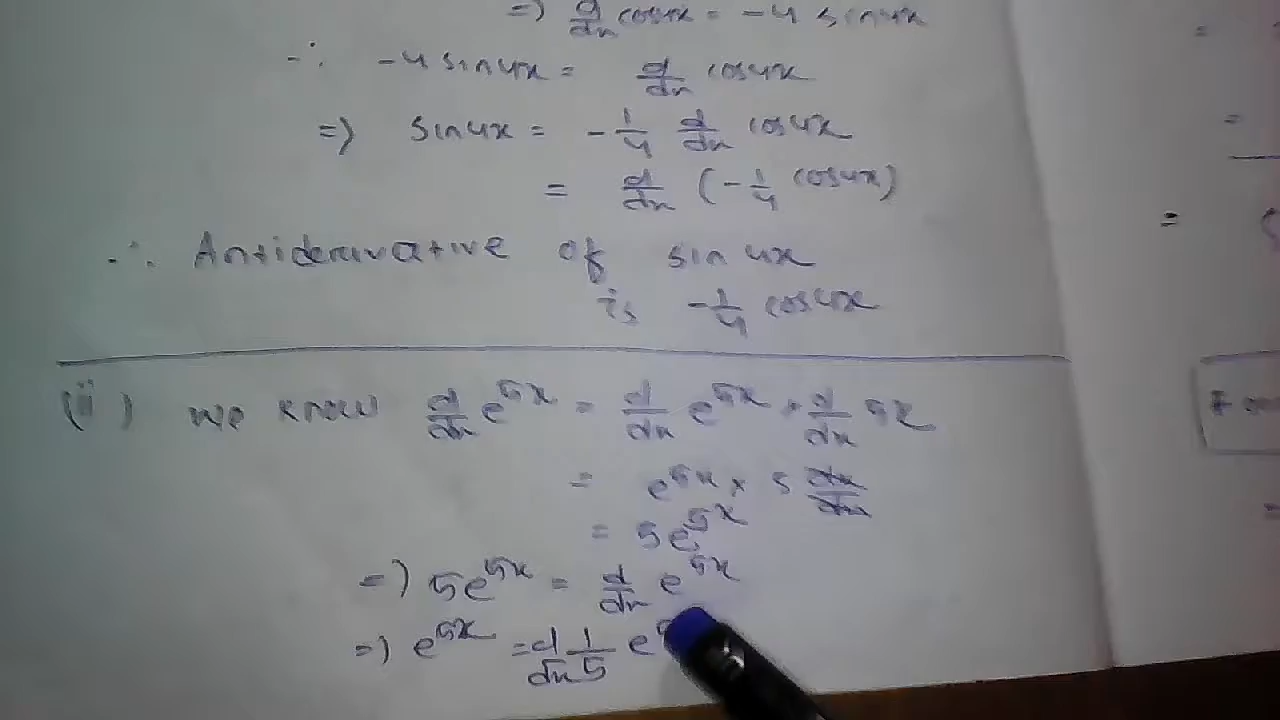 =) d/dx cos4x = -4 sin4x
∴ -4 sin4x = d/dx cos4x
=) sin4x = - 1/4 d/dx cos4x
= d/dx (- 1/4 cos4x)
∴ Antiderivative of sin 4x
is - 1/4 cos4x
(ii) We know d/dx e^5x = d/dx e^5x × d/dx 5x
= e^5x × 5 dx/dx
= 5e^5x
=) 5e^5x = d/dx e^5x
=) e^5x = d/dx 1/5 e